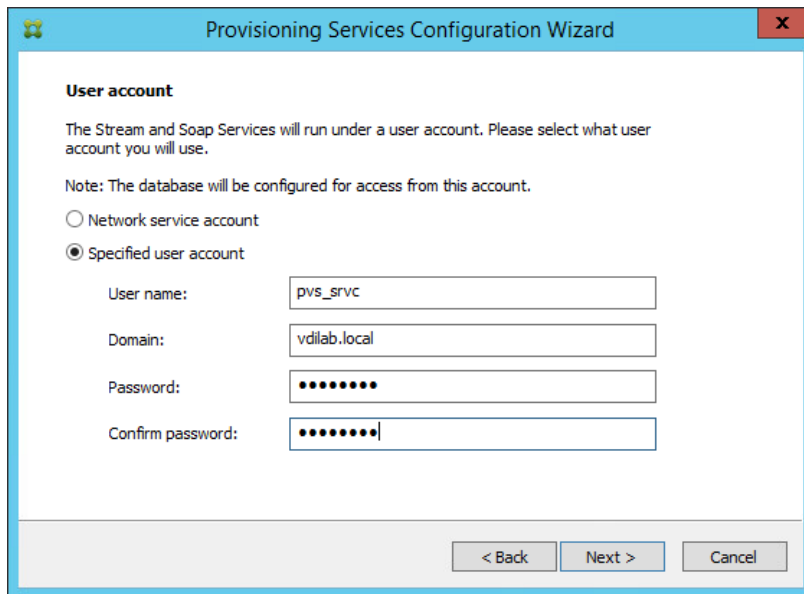 Provisioning Services Configuration Wizard
x
User account
The Stream and Soap Services will run under a user account. Please select what user
account you will use.
Note: The database will be configured for access from this account.
Network service account
Specified user account
User name: pvs_srvc
Domain: vdilab.local
Password: ••••••••
Confirm password: ••••••••
< Back Next > Cancel